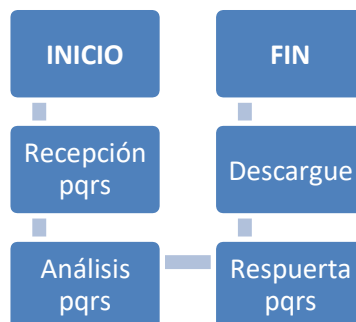 INICIO
Recepción
pqrs
Análisis
pqrs
Respuerta
pqrs
Descargue
FIN